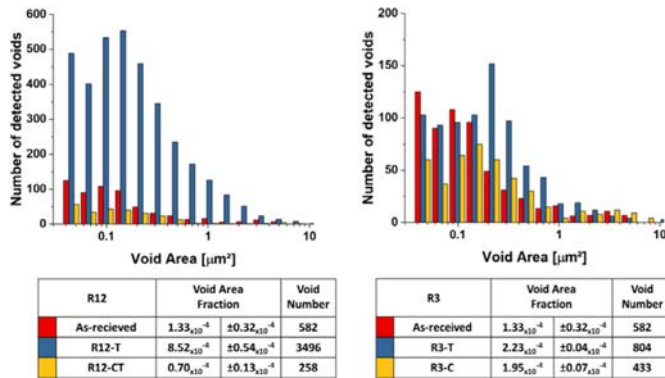 600
500
400
300
200
100
0
Number of detected voids
0.1 1 10
Void Area [µm²]
R12 Void Area Fraction Void Number
As-recieved 1.33x10-4 ±0.32x10-4 582
R12-T 8.52x10-4 ±0.54x10-4 3496
R12-CT 0.70x10-4 ±0.13x10-4 258
200
150
100
50
0
Number of detected voids
0.1 1 10
Void Area [µm²]
R3 Void Area Fraction Void Number
As-received 1.33x10-4 ±0.32x10-4 582
R3-T 2.23x10-4 ±0.04x10-4 804
R3-C 1.95x10-4 ±0.07x10-4 433